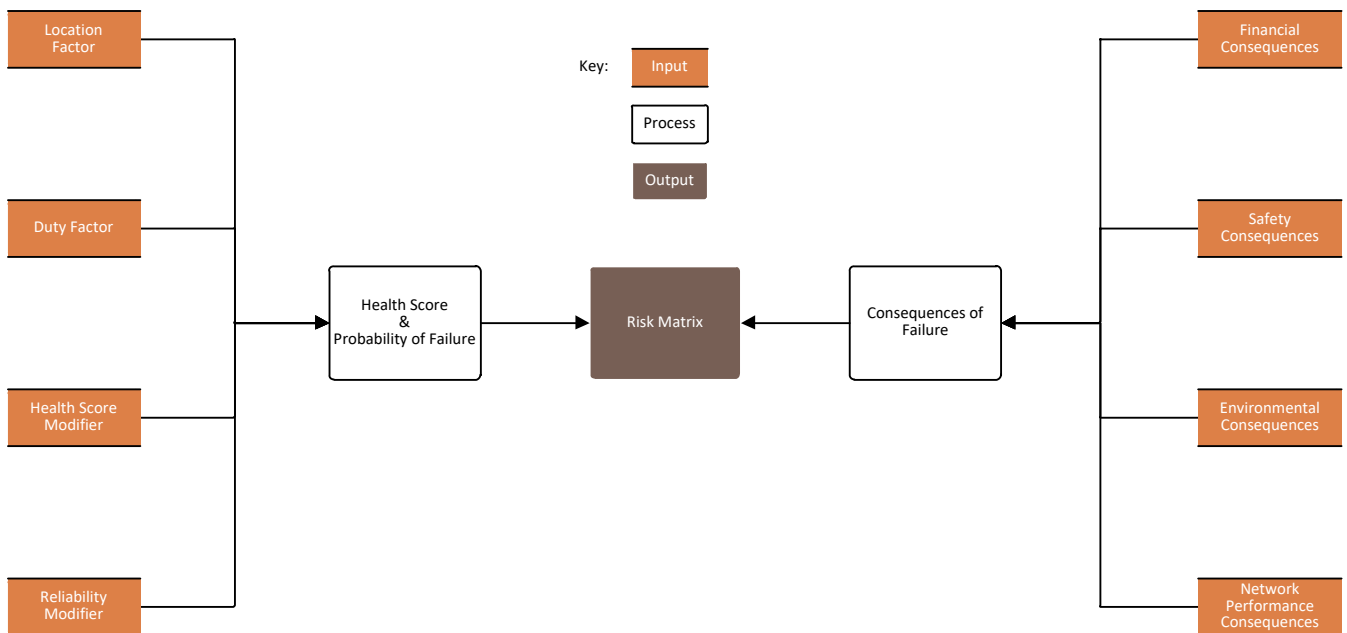 Location
Factor
Financial
Consequences
Key:
Input
Process
Output
Duty Factor
Safety
Consequences
Health Score
&
Probability of Failure
Risk Matrix
Consequences of
Failure
Health Score
Modifier
Environmental
Consequences
Reliability
Modifier
Network
Performance
Consequences